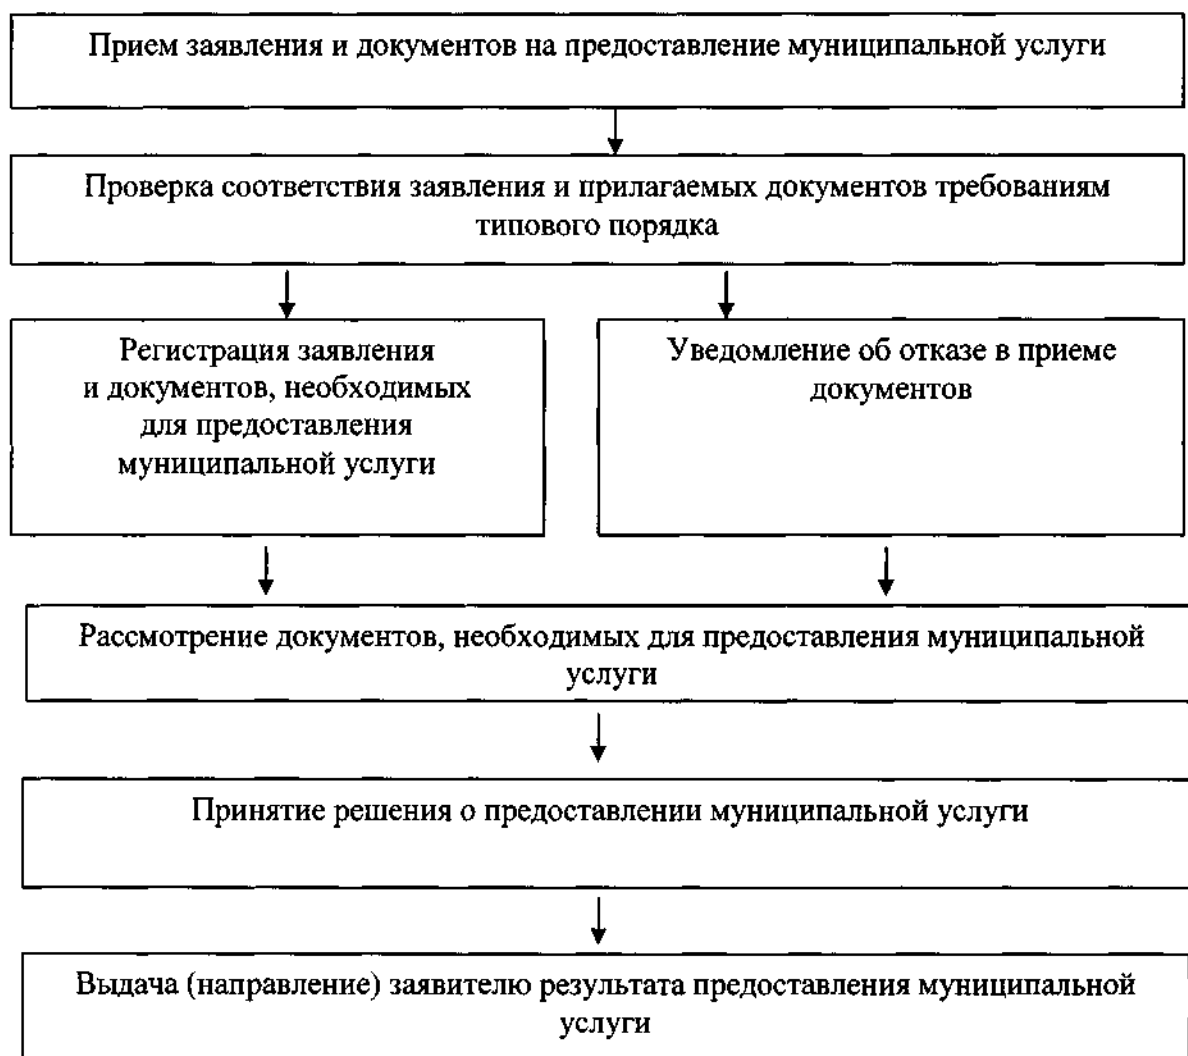 Прием заявления и документов на предоставление муниципальной услуги
Проверка соответствия заявления и прилагаемых документов требованиям
типового порядка
Регистрация заявления
и документов, необходимых
для предоставления
муниципальной услуги
Уведомление об отказе в приеме
документов
Рассмотрение документов, необходимых для предоставления муниципальной
услуги
Принятие решения о предоставлении муниципальной услуги
Выдача (направление) заявителю результата предоставления муниципальной
услуги